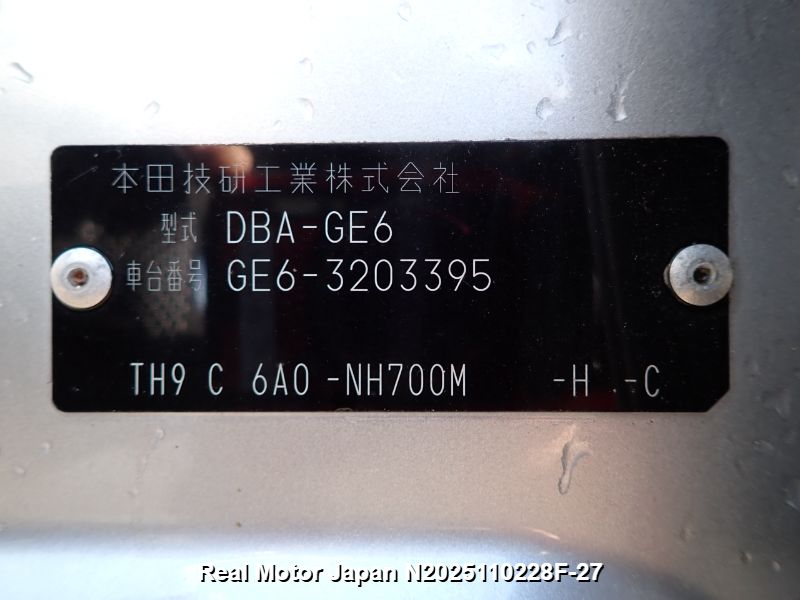 本田技研工業株式会社
型式 DBA-GE6
車台番号 GE6-3203395
TH9 C 6A0 -NH700M -H -C
Real Motor Japan N2025110228F-27